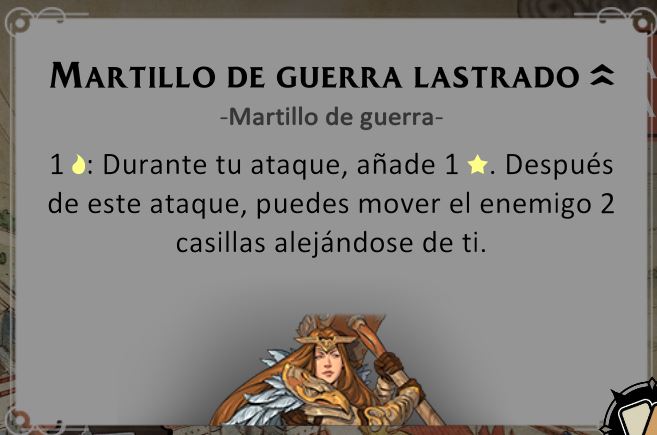 Martillo de guerra lastrado
-Martillo de guerra-
1 : Durante tu ataque, añade 1 . Después
de este ataque, puedes mover el enemigo 2
casillas alejándose de ti.